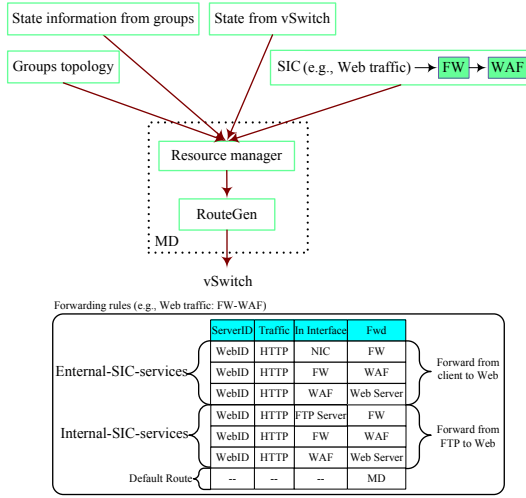 State information from groups
State from vSwitch
Groups topology
SIC (e.g., Web traffic) FW WAF
Resource manager
RouteGen
MD
vSwitch
Forwarding rules (e.g., Web traffic: FW-WAF)
ServerID Traffic In Interface Fwd
WebID HTTP NIC FW
Enternal-SIC-services WebID HTTP FW WAF Forward from client to Web
WebID HTTP WAF Web Server
WebID HTTP FTP Server FW
Internal-SIC-services WebID HTTP FW WAF Forward from FTP to Web
WebID HTTP WAF Web Server
Default Route -- -- -- MD